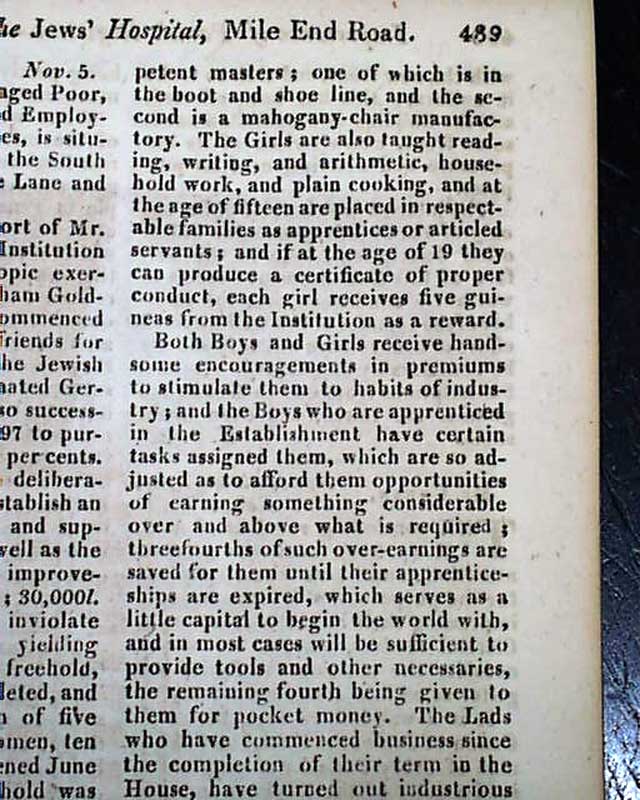 he Jews' Hospital, Mile End Road. 489
Nov. 5.
aged Poor,
d Employ-
es, is situ-
the South
e Lane and
ort of Mr.
Institution
opic exer-
ham Gold-
ommenced
friends for
he Jewish
nated Ger-
so success-
97 to pur-
per cents.
delibera-
stablish an
and sup-
well as the
improve-
; 30,000l.
inviolate
yielding
freehold,
leted, and
n of five
omen, ten
ened June
hold was
petent masters; one of which is in
the boot and shoe line, and the se-
cond is a mahogany-chair manufac-
tory. The Girls are also taught read-
ing, writing, and arithmetic, house-
hold work, and plain cooking, and at
the age of fifteen are placed in respect-
able families as apprentices or articled
servants; and if at the age of 19 they
can produce a certificate of proper
conduct, each girl receives five gui-
neas from the Institution as a reward.
Both Boys and Girls receive hand-
some encouragements in premiums
to stimulate them to habits of indus-
try; and the Boys who are apprenticed
in the Establishment have certain
tasks assigned them, which are so ad-
justed as to afford them opportunities
of earning something considerable
over and above what is required;
threefourths of such over-earnings are
saved for them until their apprentice-
ships are expired, which serves as a
little capital to begin the world with,
and in most cases will be sufficient to
provide tools and other necessaries,
the remaining fourth being given to
them for pocket money. The Lads
who have commenced business since
the completion of their term in the
House, have turned out industrious